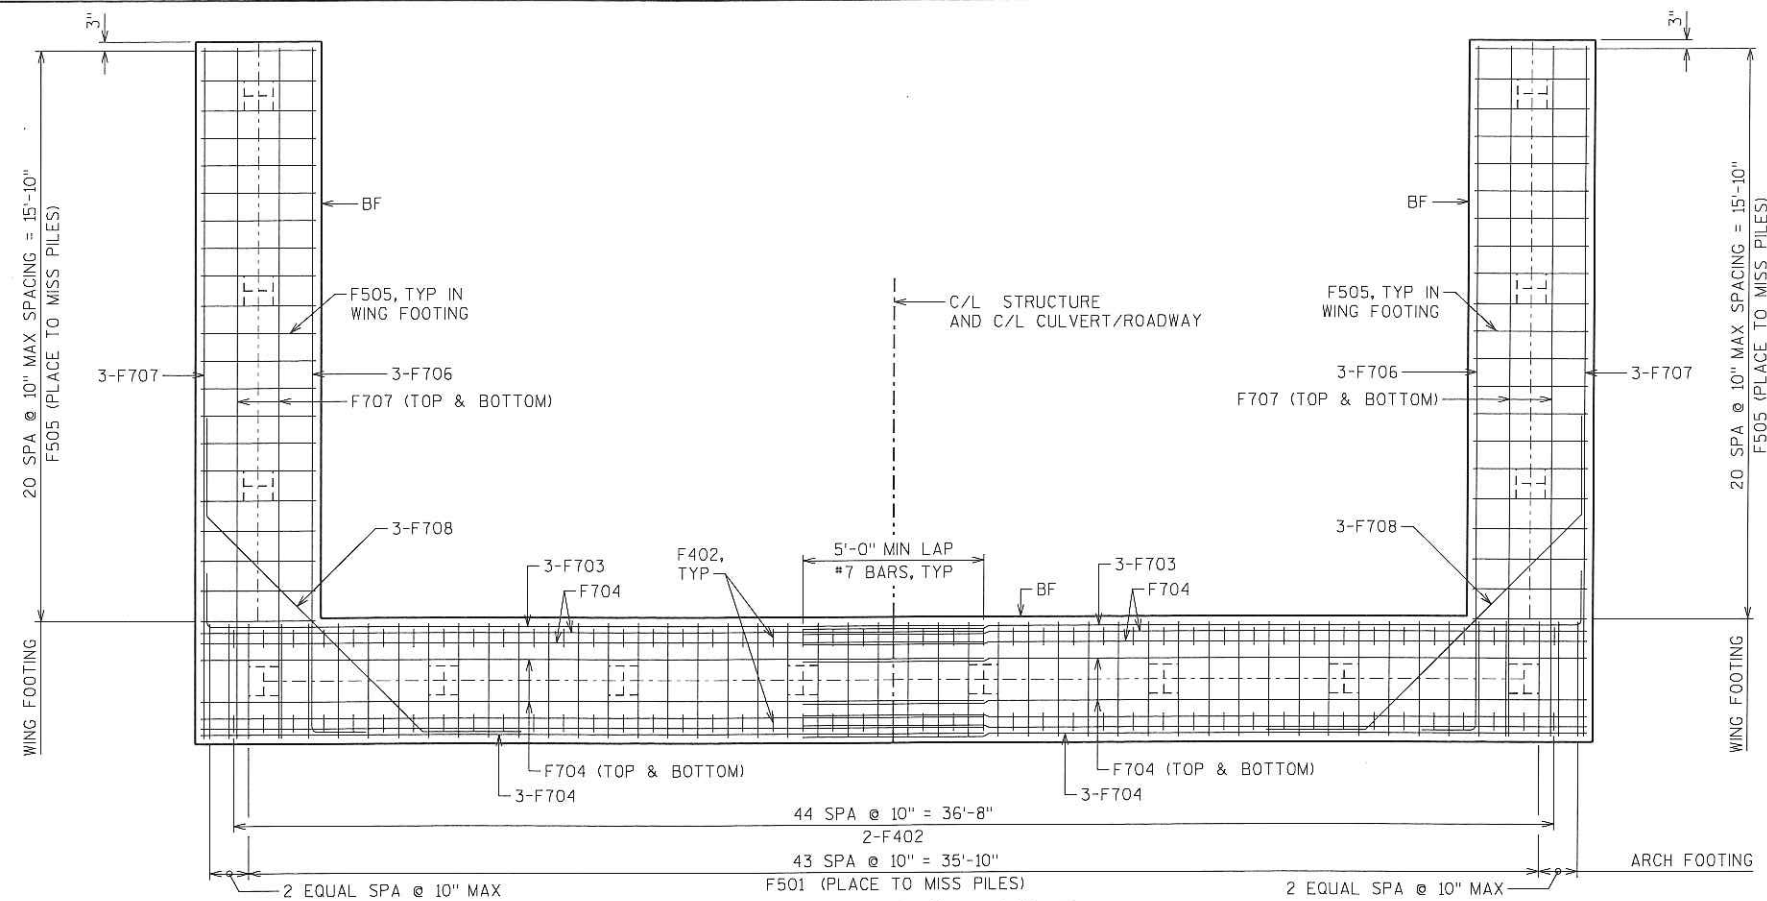 3"
3"
20 SPA @ 10" MAX SPACING = 15'-10"
F505 (PLACE TO MISS PILES)
BF
BF
20 SPA @ 10" MAX SPACING = 15'-10"
F505 (PLACE TO MISS PILES)
F505, TYP IN
WING FOOTING
C/L STRUCTURE
AND C/L CULVERT/ROADWAY
F505, TYP IN
WING FOOTING
3-F707
3-F706
F707 (TOP & BOTTOM)
3-F706
3-F707
F707 (TOP & BOTTOM)
3-F708
3-F708
3-F703
F704
F402,
TYP
5'-0" MIN LAP
#7 BARS, TYP
3-F703
F704
BF
WING FOOTING
WING FOOTING
F704 (TOP & BOTTOM)
3-F704
F704 (TOP & BOTTOM)
3-F704
44 SPA @ 10" = 36'-8"
2-F402
43 SPA @ 10" = 35'-10"
F501 (PLACE TO MISS PILES)
ARCH FOOTING
2 EQUAL SPA @ 10" MAX
2 EQUAL SPA @ 10" MAX